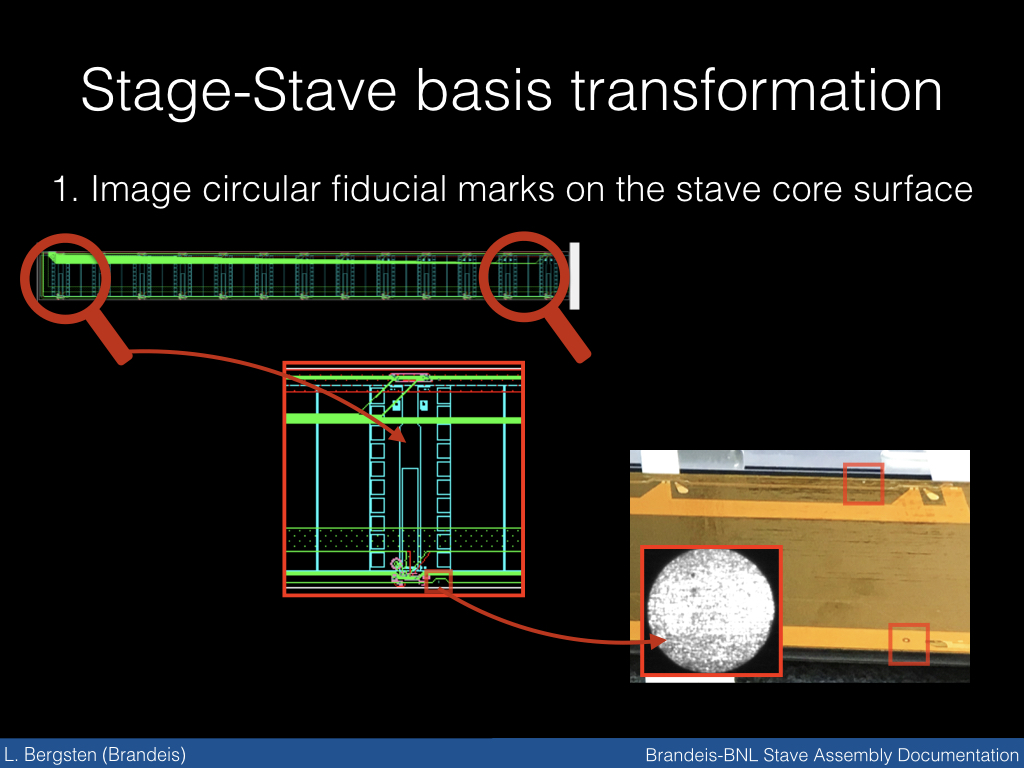 Stage-Stave basis transformation
1. Image circular fiducial marks on the stave core surface
L. Bergsten (Brandeis)
Brandeis-BNL Stave Assembly Documentation